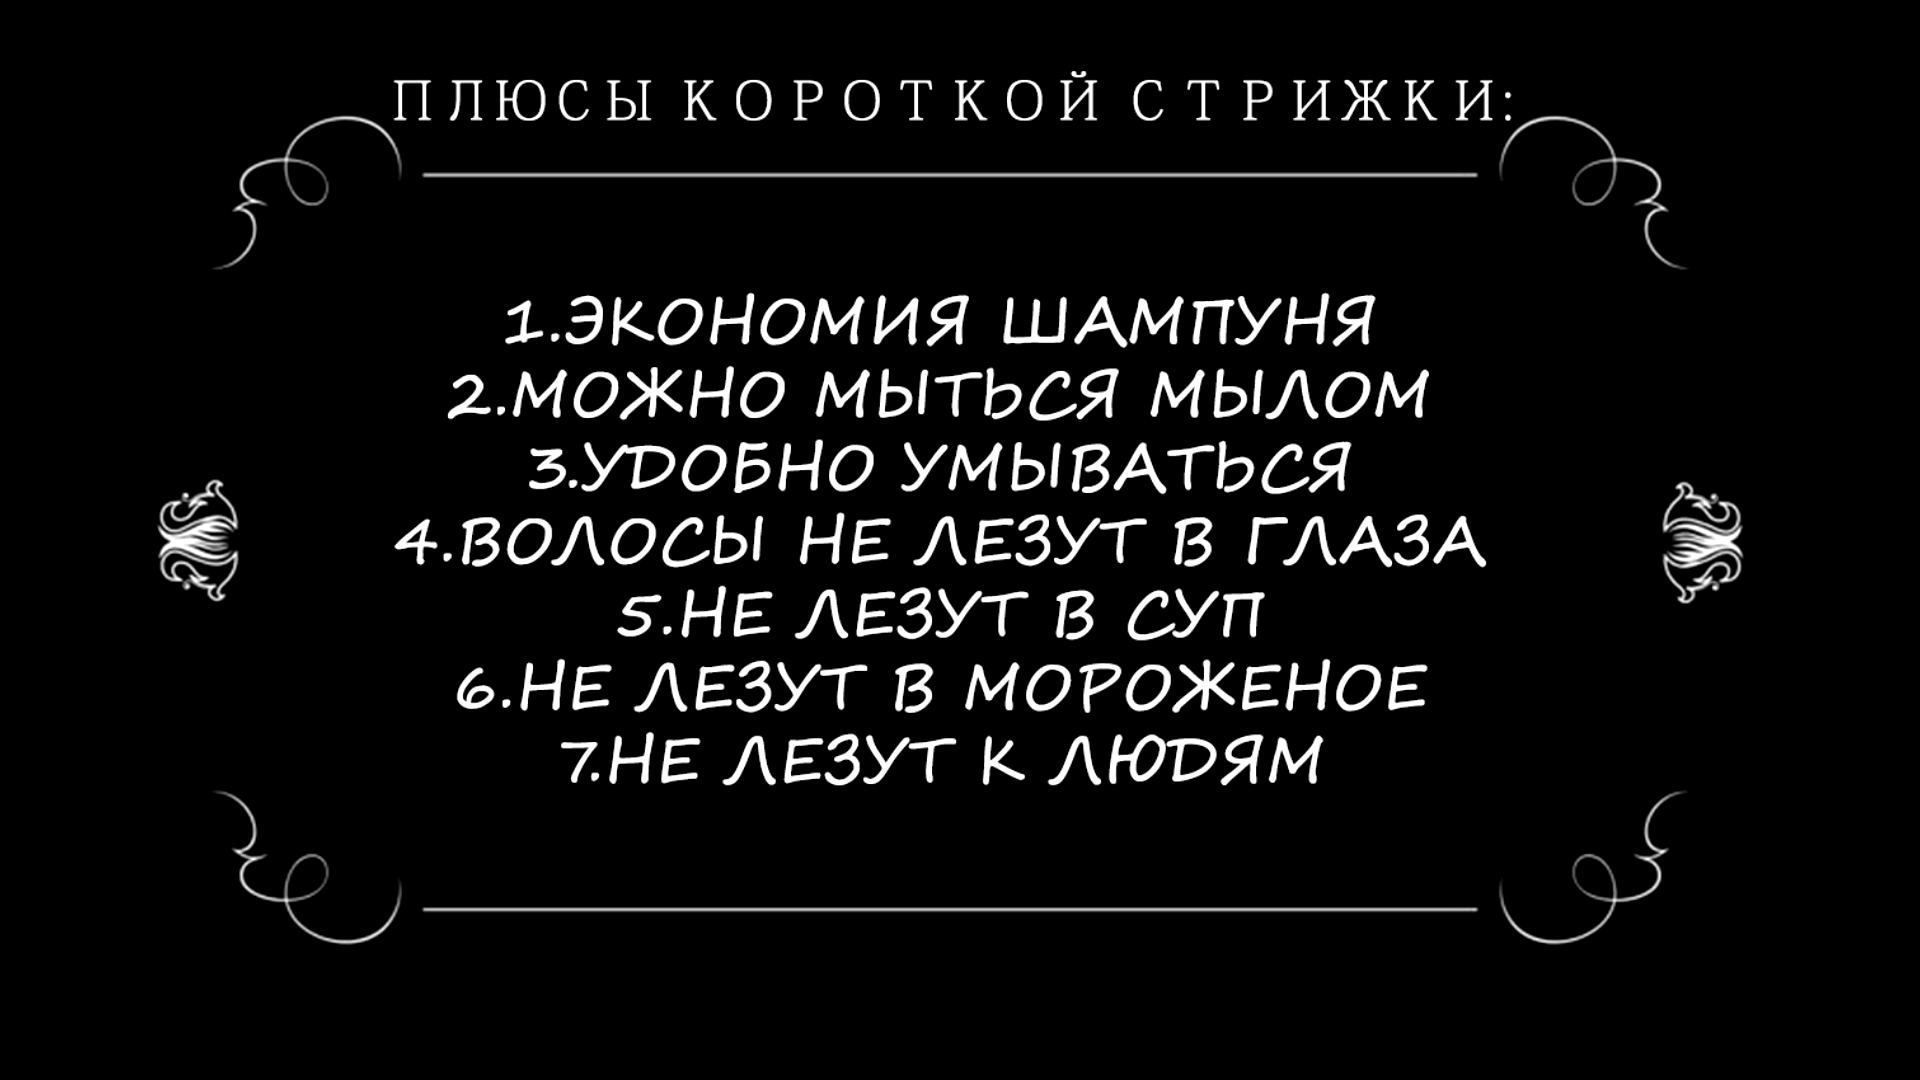 ПЛЮСЫ КОРОТКОЙ СТРИЖКИ:
1.ЭКОНОМИЯ ШАМПУНЯ
2.МОЖНО МЫТЬСЯ МЫЛОМ
3.УДОБНО УМЫВАТЬСЯ
4.ВОЛОСЫ НЕ ЛЕЗУТ В ГЛАЗА
5.НЕ ЛЕЗУТ В СУП
6.НЕ ЛЕЗУТ В МОРОЖЕНОЕ
7.НЕ ЛЕЗУТ К ЛЮДЯМ